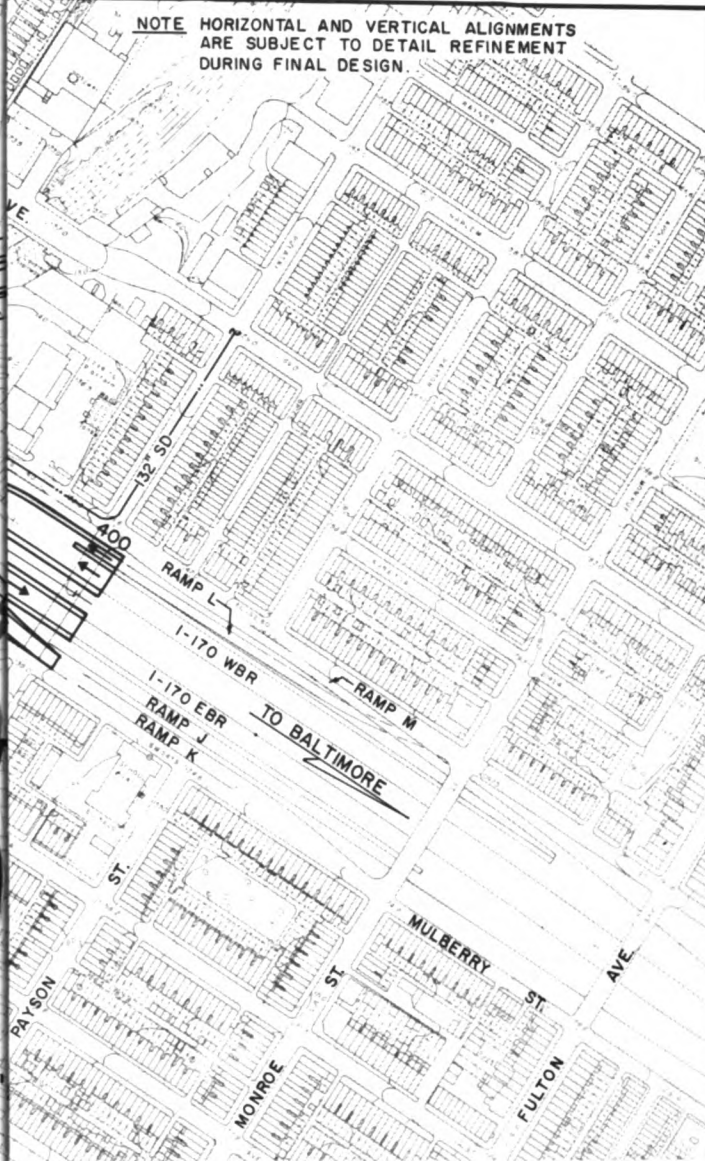 NOTE HORIZONTAL AND VERTICAL ALIGNMENTS
ARE SUBJECT TO DETAIL REFINEMENT
DURING FINAL DESIGN.
VE
132" SD
400
RAMP L
I-170 WBR
RAMP M
I-170 EBR
RAMP J
RAMP K
TO BALTIMORE
ST.
PAYSON
ST.
MONROE
MULBERRY
ST.
AVE.
FULTON